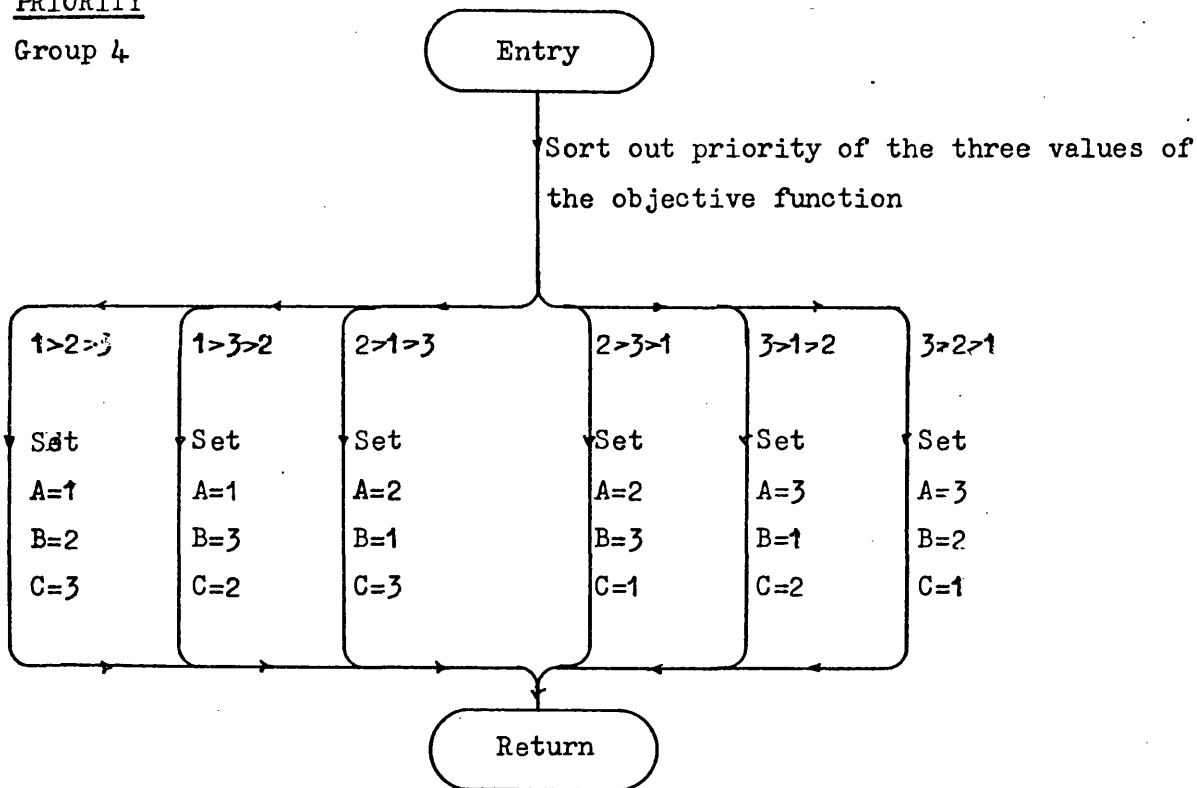 PRIORITY
Group 4
Entry
Sort out priority of the three values of
the objective function
1>2>3
1>3>2
2>1>3
2>3>1
3>1>2
3>2>1
Set
Set
Set
Set
Set
Set
A=1
A=1
A=2
A=2
A=3
A=3
B=2
B=3
B=1
B=3
B=1
B=2
C=3
C=2
C=3
C=1
C=2
C=1
Return